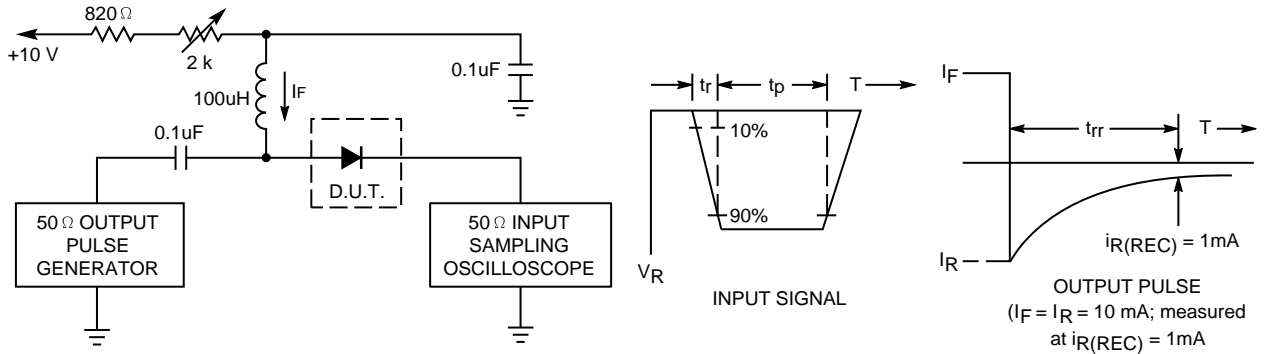 820 Ω
+10 V
2 k
100uH
IF
0.1uF
0.1uF
D.U.T.
50 Ω OUTPUT
PULSE
GENERATOR
50 Ω INPUT
SAMPLING
OSCILLOSCOPE
tr
tp
T
10%
90%
VR
INPUT SIGNAL
IF
trr
T
IR
iR(REC) = 1mA
OUTPUT PULSE
(IF = IR = 10 mA; measured
at iR(REC) = 1mA